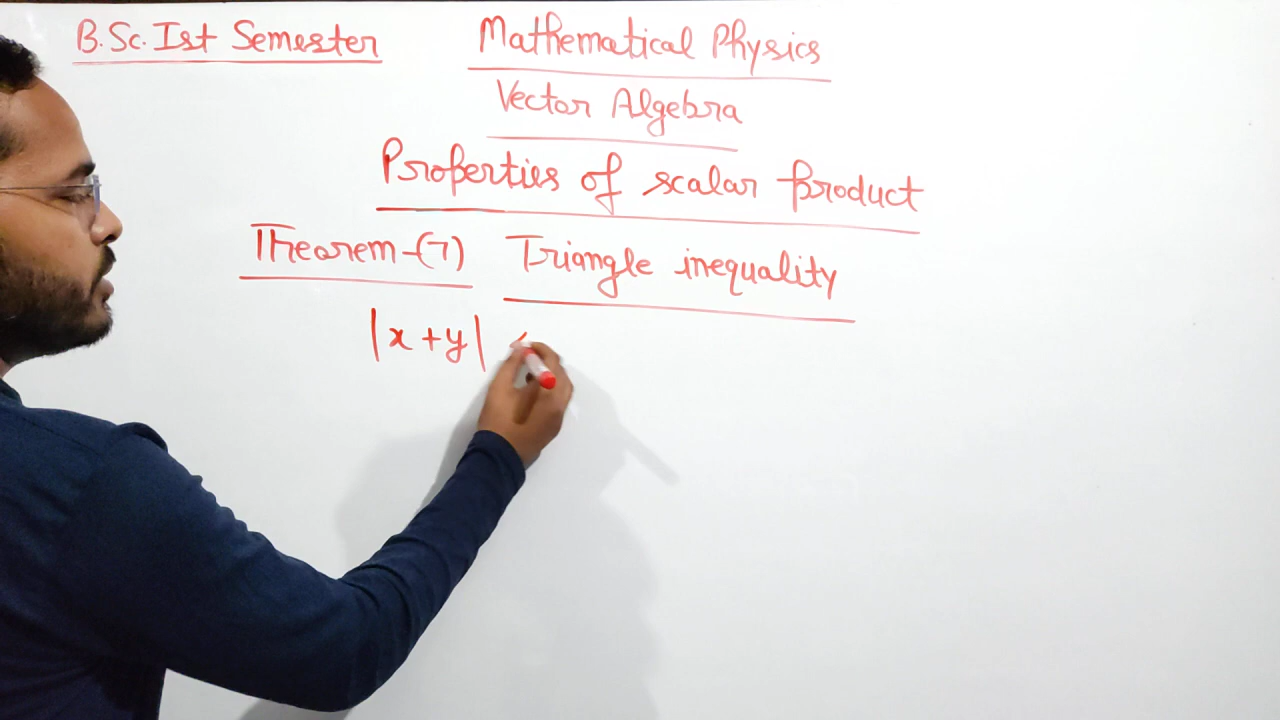 B.Sc. Ist Semester Mathematical Physics
Vector Algebra
Properties of scalar product
Theorem-(7) Triangle inequality
|x+y|